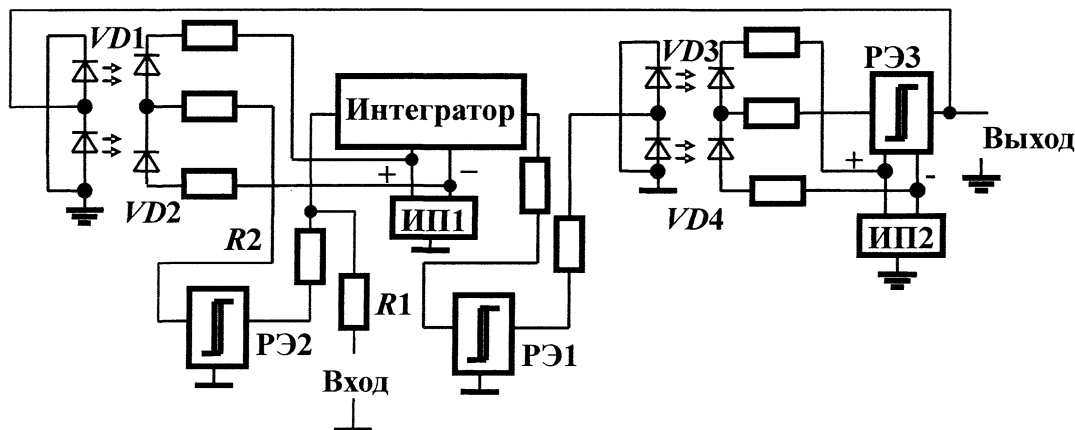 VD1
VD3
РЭ3
Интегратор
Выход
+
−
+
-
VD2
ИП1
VD4
ИП2
R2
R1
РЭ2
РЭ1
Вход